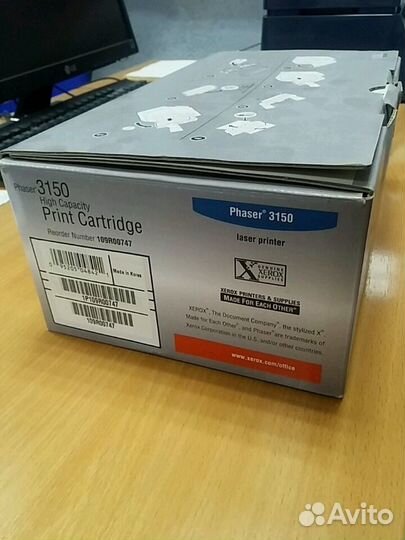 LG
Phaser® 3150
High Capacity
Print Cartridge
Reorder Number 109R00747
Made in Korea
1P109R00747
109R00747
Phaser® 3150
laser printer
GENUINE
XEROX
SUPPLIES
XEROX PRINTERS & SUPPLIES
MADE FOR EACH OTHER®
XEROX®, The Document Company®, the stylized X®
Made for Each Other®, and Phaser® are trademarks of
Xerox Corporation in the U.S. and/or other countries.
www.xerox.com/office
Avito